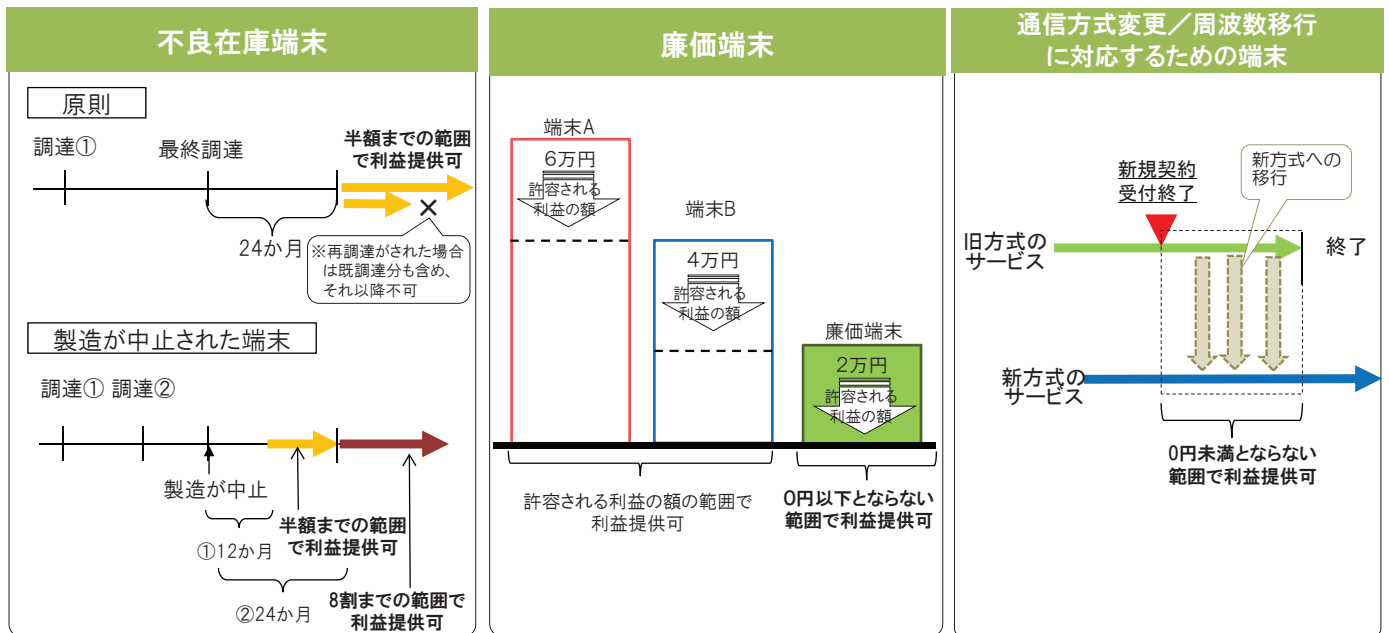 不良在庫端末
原則
調達①
最終調達
半額までの範囲
で利益提供可
24か月
×
※再調達がされた場合
は既調達分も含め、
それ以降不可
製造が中止された端末
調達① 調達②
製造が中止
①12か月
半額までの範囲
で利益提供可
②24か月
8割までの範囲で
利益提供可
廉価端末
端末A
6万円
許容される
利益の額
端末B
4万円
許容される
利益の額
廉価端末
2万円
許容される
利益の額
許容される利益の額の範囲で
利益提供可
0円以下とならない
範囲で利益提供可
通信方式変更／周波数移行
に対応するための端末
新規契約
受付終了
新方式への
移行
旧方式の
サービス
終了
新方式の
サービス
0円未満とならない
範囲で利益提供可